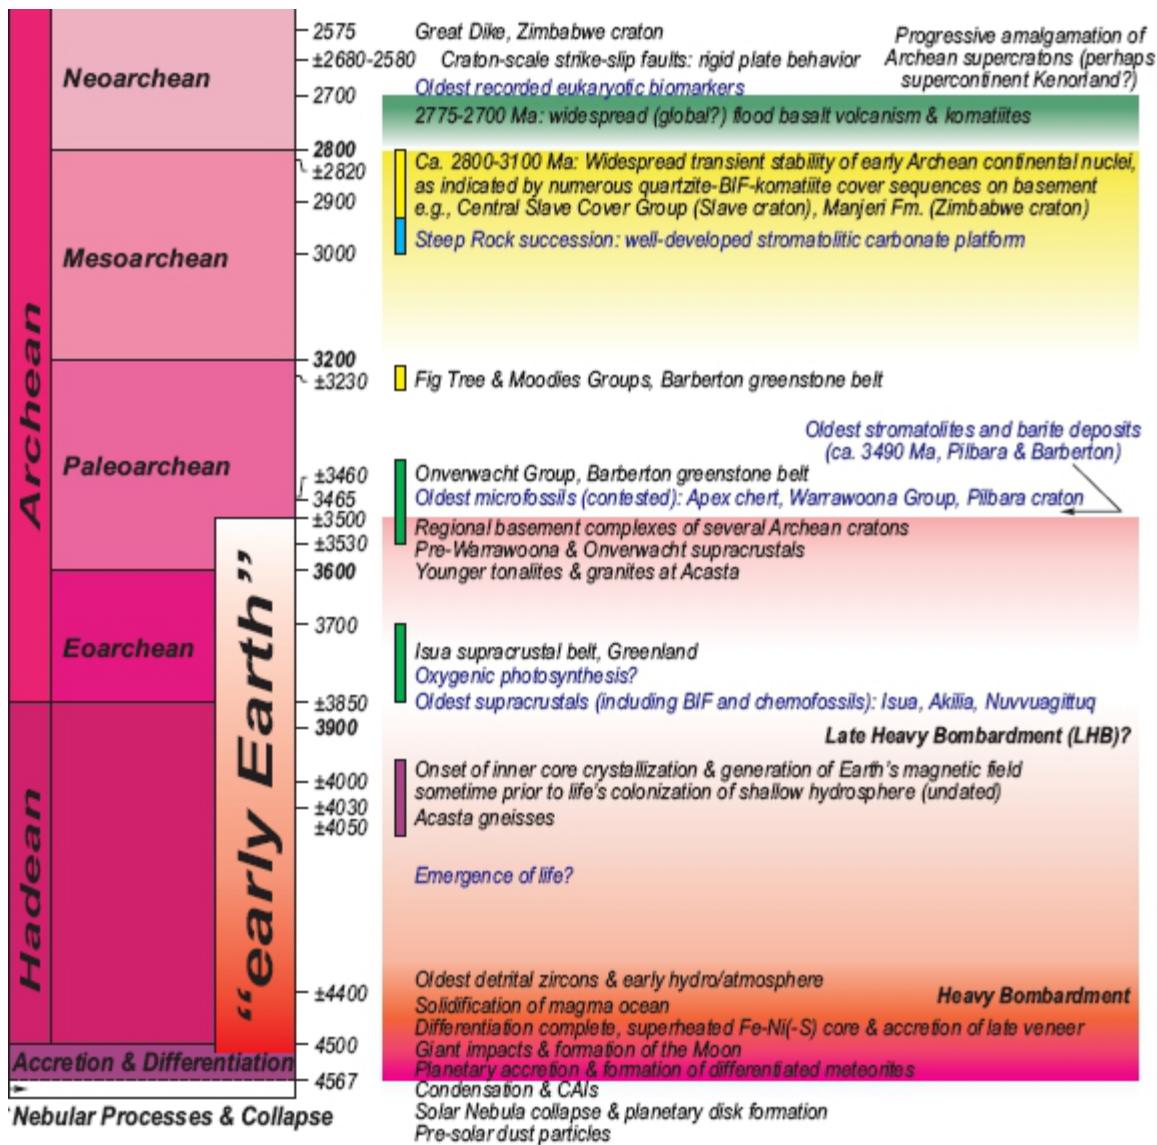 Archean
Hadean
Neoarchean
Mesoarchean
Paleoarchean
Eoarchean
"early Earth"
Accretion & Differentiation
Nebular Processes & Collapse
2575
±2680-2580
2700
2800
±2820
2900
3000
3200
±3230
±3460
3465
±3500
±3530
3600
3700
±3850
3900
±4000
±4030
±4050
±4400
4500
4567
Great Dike, Zimbabwe craton
Craton-scale strike-slip faults: rigid plate behavior
Progressive amalgamation of
Archean supercratons (perhaps
supercontinent Kenorland?)
Oldest recorded eukaryotic biomarkers
2775-2700 Ma: widespread (global?) flood basalt volcanism & komatiites
Ca. 2800-3100 Ma: Widespread transient stability of early Archean continental nuclei,
as indicated by numerous quartzite-BIF-komatiite cover sequences on basement
e.g., Central Slave Cover Group (Slave craton), Manjeri Fm. (Zimbabwe craton)
Steep Rock succession: well-developed stromatolitic carbonate platform
Fig Tree & Moodies Groups, Barberton greenstone belt
Oldest stromatolites and barite deposits
(ca. 3490 Ma, Pilbara & Barberton)
Onverwacht Group, Barberton greenstone belt
Oldest microfossils (contested): Apex chert, Warrawoona Group, Pilbara craton
Regional basement complexes of several Archean cratons
Pre-Warrawoona & Onverwacht supracrustals
Younger tonalites & granites at Acasta
Isua supracrustal belt, Greenland
Oxygenic photosynthesis?
Oldest supracrustals (including BIF and chemofossils): Isua, Akilia, Nuvvuagittuq
Late Heavy Bombardment (LHB)?
Onset of inner core crystallization & generation of Earth's magnetic field
sometime prior to life's colonization of shallow hydrosphere (undated)
Acasta gneisses
Emergence of life?
Oldest detrital zircons & early hydro/atmosphere
Heavy Bombardment
Solidification of magma ocean
Differentiation complete, superheated Fe-Ni(-S) core & accretion of late veneer
Giant impacts & formation of the Moon
Planetary accretion & formation of differentiated meteorites
Condensation & CAIs
Solar Nebula collapse & planetary disk formation
Pre-solar dust particles